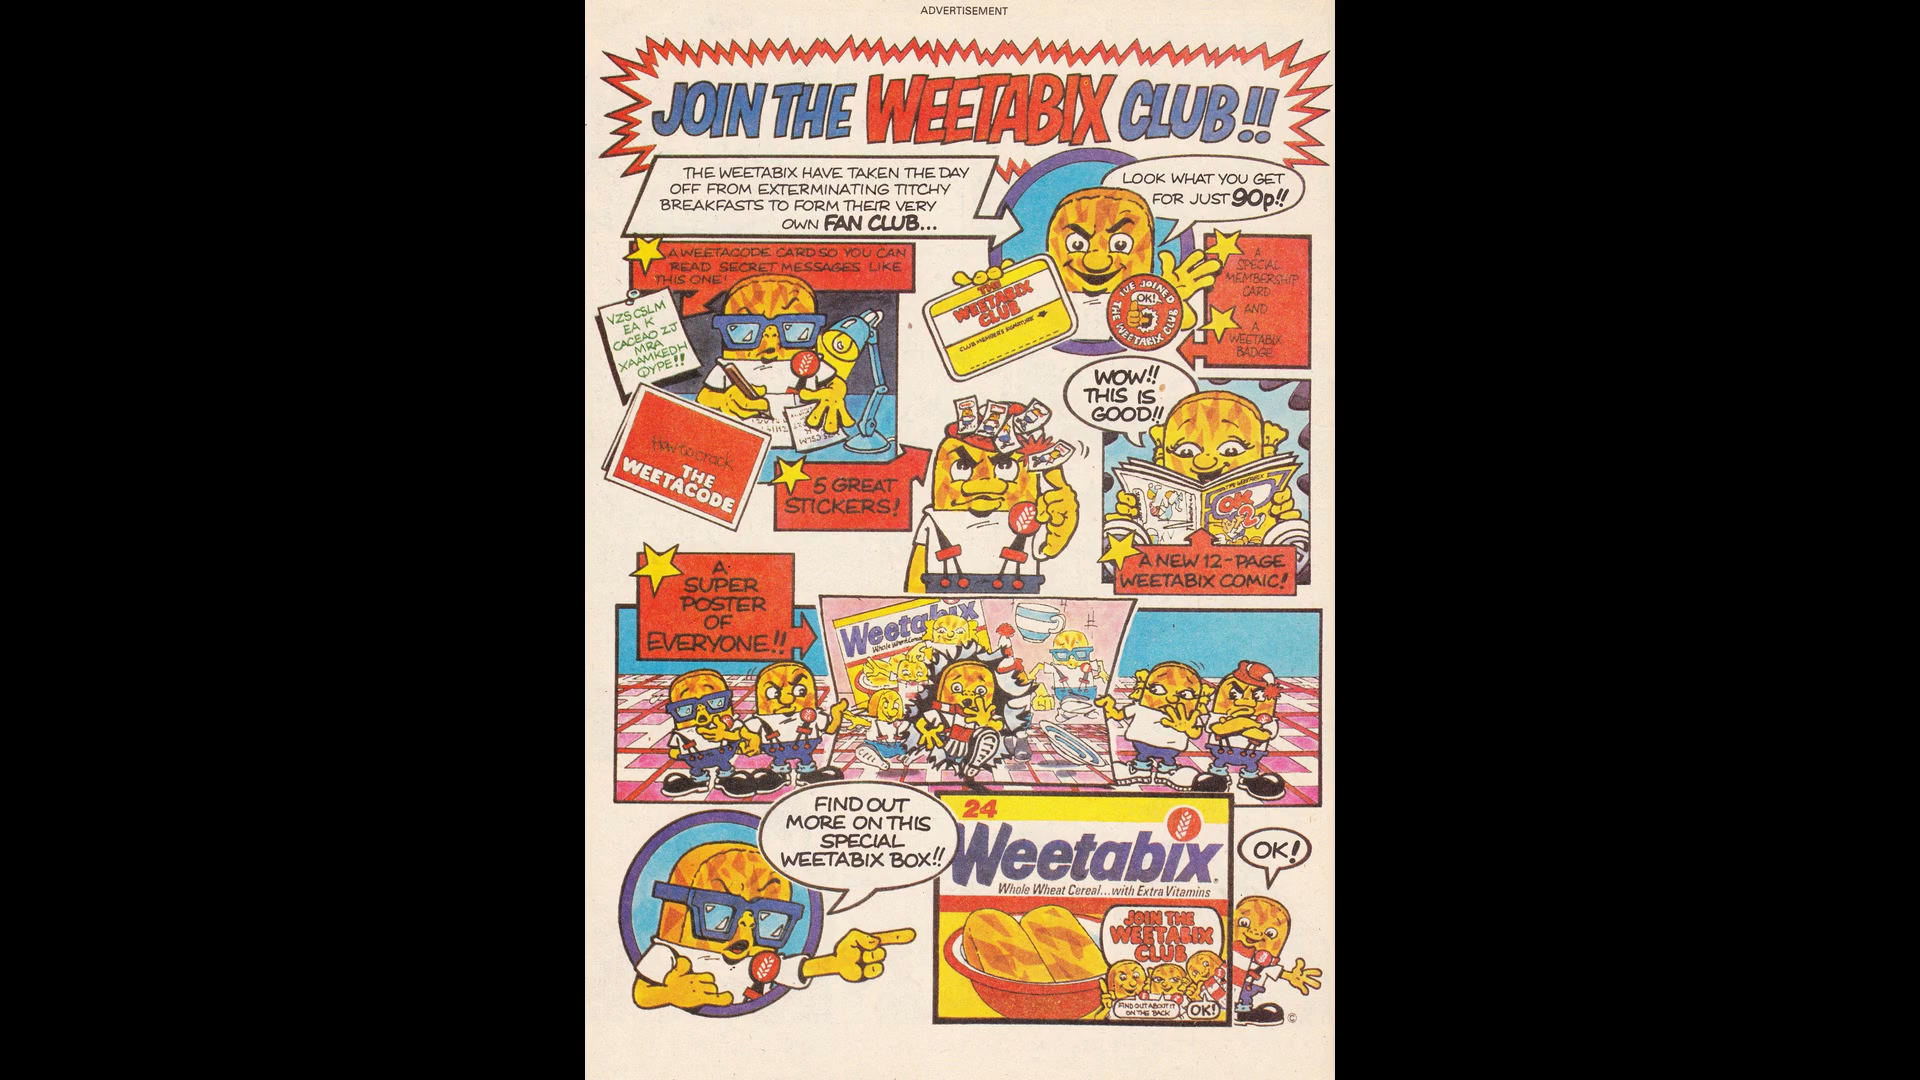 ADVERTISEMENT
JOIN THE WEETABIX CLUB!!
THE WEETABIX HAVE TAKEN THE DAY
OFF FROM EXTERMINATING TITCHY
BREAKFASTS TO FORM THEIR VERY
OWN FAN CLUB...
LOOK WHAT YOU GET
FOR JUST 90p!!
A WEETACODE CARD SO YOU CAN
READ SECRET MESSAGES LIKE
THIS ONE!
VZSCSLM
EA K
CACEAO ZJ
MRA
XAAMKEDH
QYPE!!
THE
WEETABIX
CLUB
CLUB MEMBER'S SIGNATURE
I'VE JOINED
THE WEETABIX CLUB
OK!
A
SPECIAL
MEMBERSHIP
CARD
AND
A
WEETABIX
BADGE
WOW!!
THIS IS
GOOD!!
How to crack
THE
WEETACODE
5 GREAT
STICKERS!
OK
2!
A NEW 12-PAGE
WEETABIX COMIC!
A
SUPER
POSTER
OF
EVERYONE!!
Weetabix
FIND OUT
MORE ON THIS
SPECIAL
WEETABIX BOX!!
24
Weetabix
Whole Wheat Cereal...with Extra Vitamins
JOIN THE
WEETABIX
CLUB
FIND OUT ABOUT IT
ON THE BACK
OK!
OK!
©